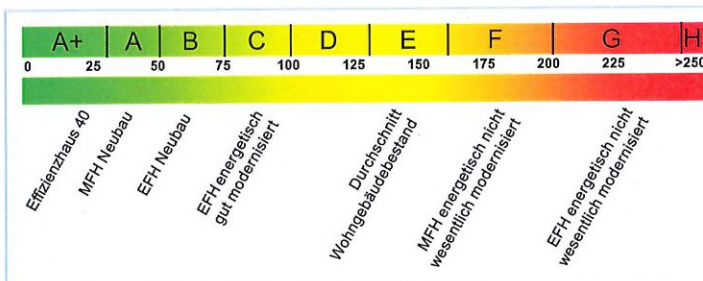 A+ A B C D E F G H
0 25 50 75 100 125 150 175 200 225 >250
Effizienzhaus 40
MFH Neubau
EFH Neubau
EFH energetisch
gut modernisiert
Durchschnitt
Wohngebäudebestand
MFH energetisch nicht
wesentlich modernisiert
EFH energetisch nicht
wesentlich modernisiert